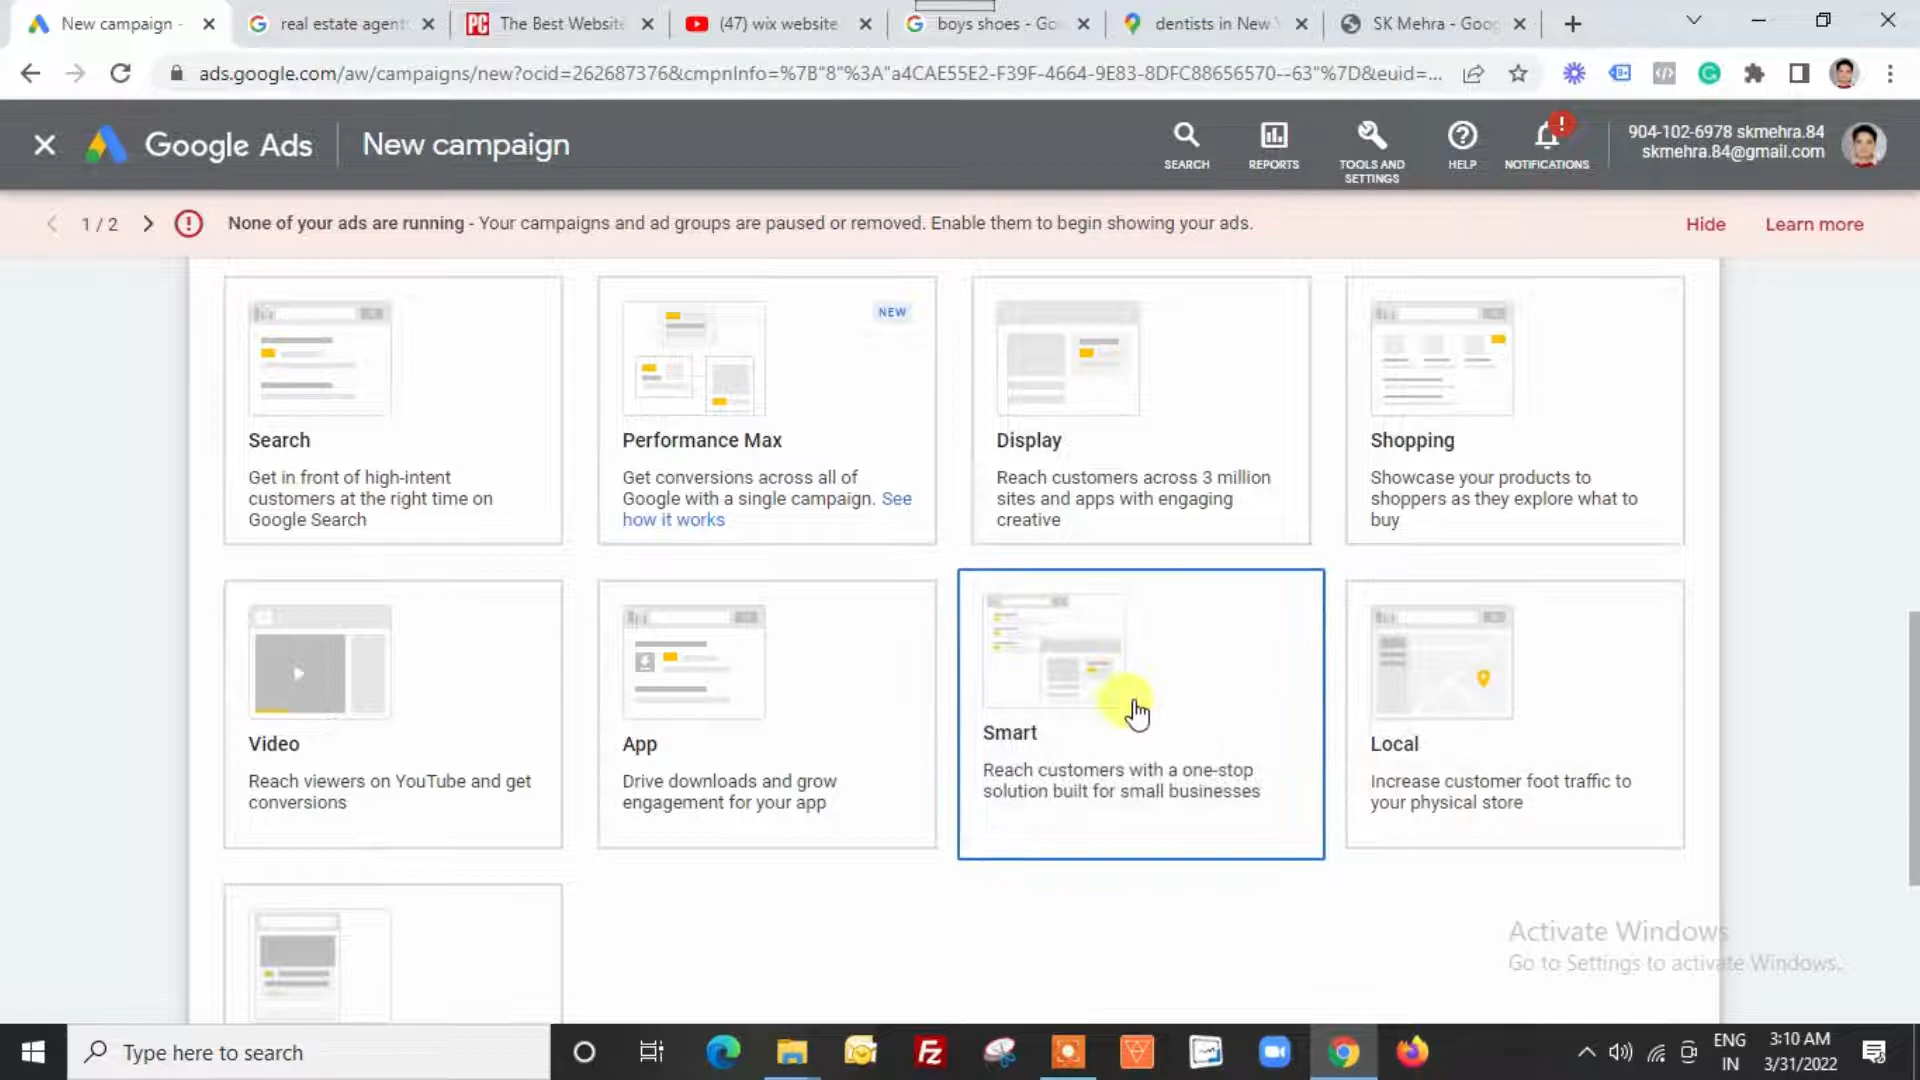 New campaign -
real estate agent
PC
The Best Website
(47) wix website
boys shoes - Go
dentists in New
SK Mehra - Goog
ads.google.com/aw/campaigns/new?ocid=262687376&cmpnInfo=%7B"8"%3A"a4CAE55E2-F39F-4664-9E83-8DFC88656570--63"%7D&euid=...
Google Ads
New campaign
SEARCH
REPORTS
TOOLS AND
SETTINGS
HELP
NOTIFICATIONS
904-102-6978 skmehra.84
skmehra.84@gmail.com
1 / 2
None of your ads are running - Your campaigns and ad groups are paused or removed. Enable them to begin showing your ads.
Hide
Learn more
Search
Get in front of high-intent
customers at the right time on
Google Search
NEW
Performance Max
Get conversions across all of
Google with a single campaign. See
how it works
Display
Reach customers across 3 million
sites and apps with engaging
creative
Shopping
Showcase your products to
shoppers as they explore what to
buy
Video
Reach viewers on YouTube and get
conversions
App
Drive downloads and grow
engagement for your app
Smart
Reach customers with a one-stop
solution built for small businesses
Local
Increase customer foot traffic to
your physical store
Activate Windows
Go to Settings to activate Windows.
Type here to search
ENG
IN
3:10 AM
3/31/2022